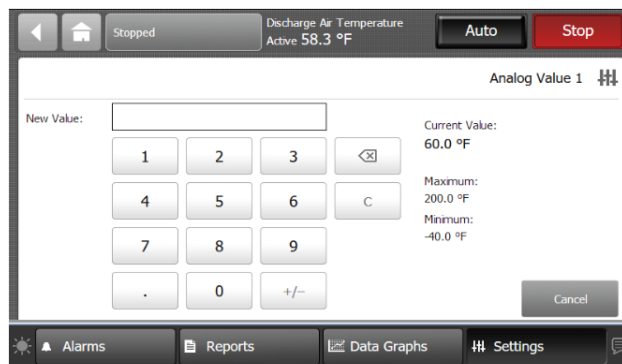 Stopped
Discharge Air Temperature
Active 58.3 °F
Auto
Stop
Analog Value 1
New Value:
Current Value:
60.0 °F
1 2 3
Maximum:
200.0 °F
4 5 6 C
Minimum:
-40.0 °F
7 8 9
. 0 +/−
Cancel
Alarms
Reports
Data Graphs
Settings